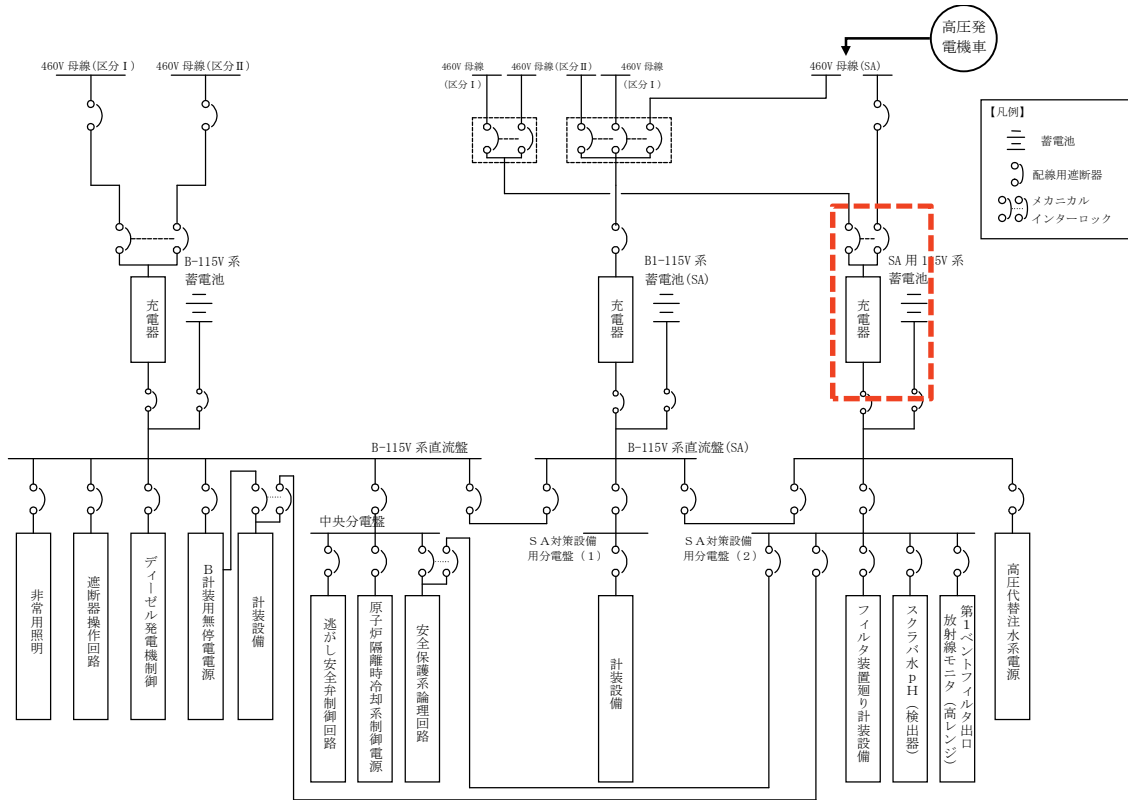 高圧発
電機車
460V 母線(区分Ⅰ)
460V 母線(区分Ⅱ)
460V 母線
(区分Ⅰ)
460V 母線(区分Ⅱ)
460V 母線
(区分Ⅰ)
460V 母線(SA)
【凡例】
蓄電池
配線用遮断器
メカニカル
インターロック
B-115V 系
蓄電池
充電器
B1-115V 系
蓄電池(SA)
充電器
SA 用 115V 系
蓄電池
充電器
B-115V 系直流盤
B-115V 系直流盤(SA)
中央分電盤
SA対策設備
用分電盤(1)
SA対策設備
用分電盤(2)
非常用照明
遮断器操作回路
ディーゼル発電機制御
B計装用無停電電源
計装設備
逃がし安全弁制御回路
原子炉隔離時冷却系制御電源
安全保護系論理回路
計装設備
フィルタ装置廻り計装設備
スクラバ水pH(検出器)
第1ベントフィルタ出口
放射線モニタ(高レンジ)
高圧代替注水系電源